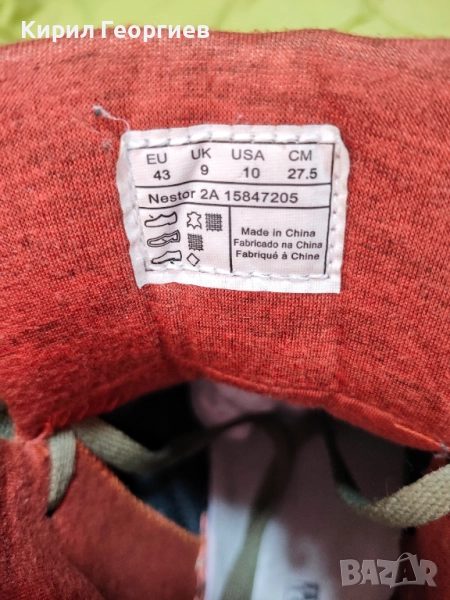 Кирил Георгиев
EU UK USA CM
43 9 10 27.5
Nestor 2A 15847205
Made in China
Fabricado na China
Fabriqué à Chine
BAZAR